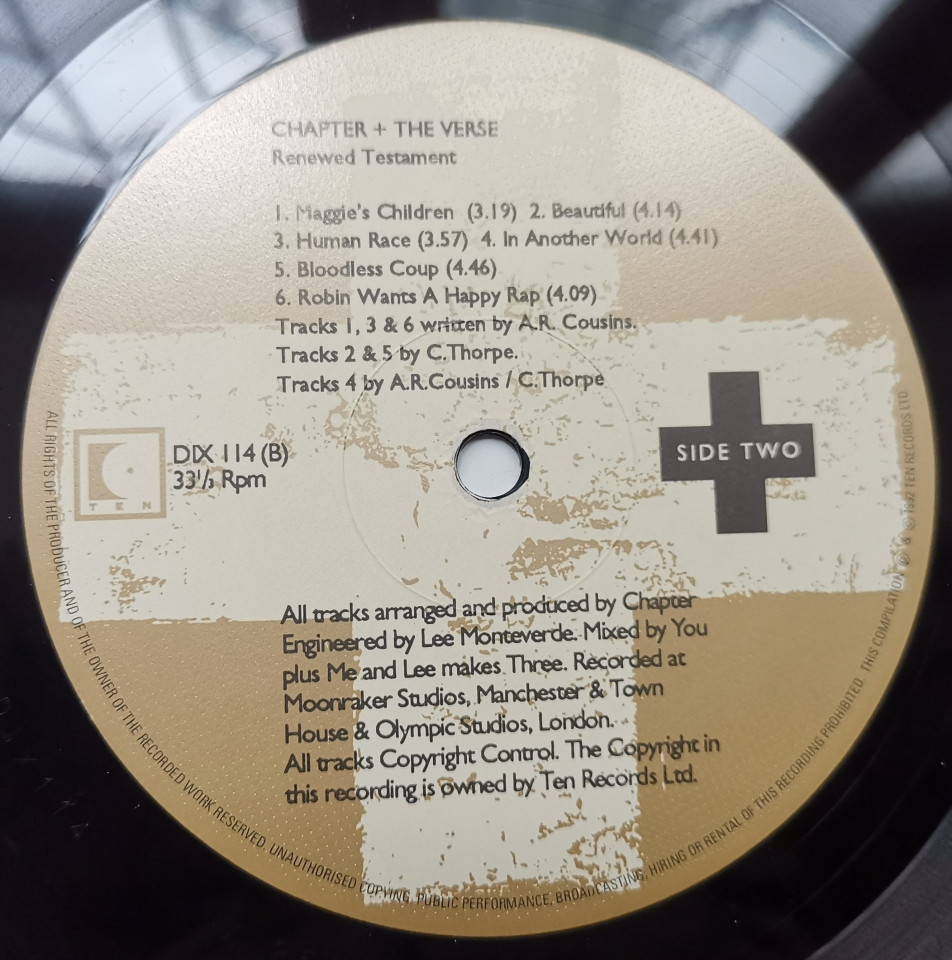 CHAPTER + THE VERSE
Renewed Testament
1. Maggie's Children (3.19) 2. Beautiful (4.14)
3. Human Race (3.57) 4. In Another World (4.41)
5. Bloodless Coup (4.46)
6. Robin Wants A Happy Rap (4.09)
Tracks 1, 3 & 6 written by A.R. Cousins.
Tracks 2 & 5 by C.Thorpe.
Tracks 4 by A.R.Cousins / C.Thorpe
TEN
DIX 114 (B)
33⅓ Rpm
SIDE TWO
All tracks arranged and produced by Chapter
Engineered by Lee Monteverde. Mixed by You
plus Me and Lee makes Three. Recorded at
Moonraker Studios, Manchester & Town
House & Olympic Studios, London.
All tracks Copyright Control. The Copyright in
this recording is owned by Ten Records Ltd.
ALL RIGHTS OF THE PRODUCER AND OF THE OWNER OF THE RECORDED WORK RESERVED. UNAUTHORISED COPYING, PUBLIC PERFORMANCE, BROADCASTING, HIRING OR RENTAL OF THIS RECORDING PROHIBITED. THIS COMPILATION ℗ & © 1992 TEN RECORDS LTD.